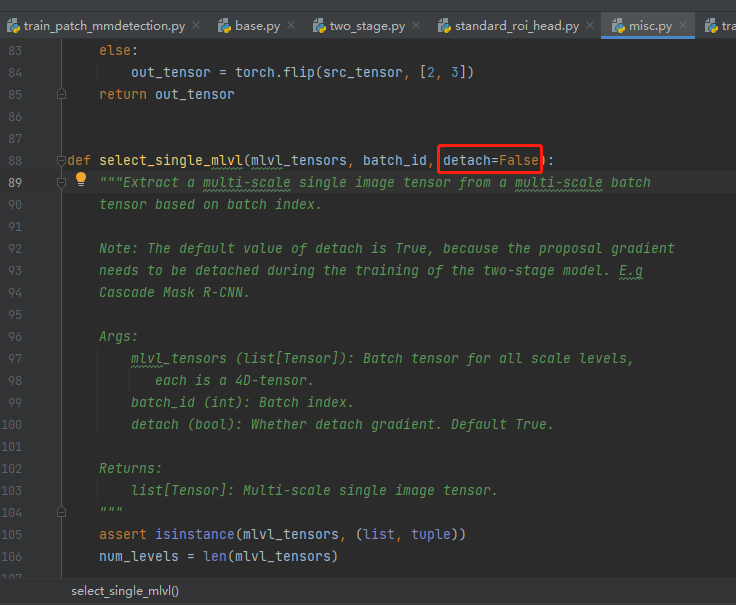 train_patch_mmdetection.py base.py two_stage.py standard_roi_head.py misc.py tra
83 else:
84 out_tensor = torch.flip(src_tensor, [2, 3])
85 return out_tensor
86
87
88 def select_single_mlvl(mlvl_tensors, batch_id, detach=False):
89 """Extract a multi-scale single image tensor from a multi-scale batch
90 tensor based on batch index.
91
92 Note: The default value of detach is True, because the proposal gradient
93 needs to be detached during the training of the two-stage model. E.g
94 Cascade Mask R-CNN.
95
96 Args:
97 mlvl_tensors (list[Tensor]): Batch tensor for all scale levels,
98 each is a 4D-tensor.
99 batch_id (int): Batch index.
100 detach (bool): Whether detach gradient. Default True.
101
102 Returns:
103 list[Tensor]: Multi-scale single image tensor.
104 """
105 assert isinstance(mlvl_tensors, (list, tuple))
106 num_levels = len(mlvl_tensors)
107
select_single_mlvl()